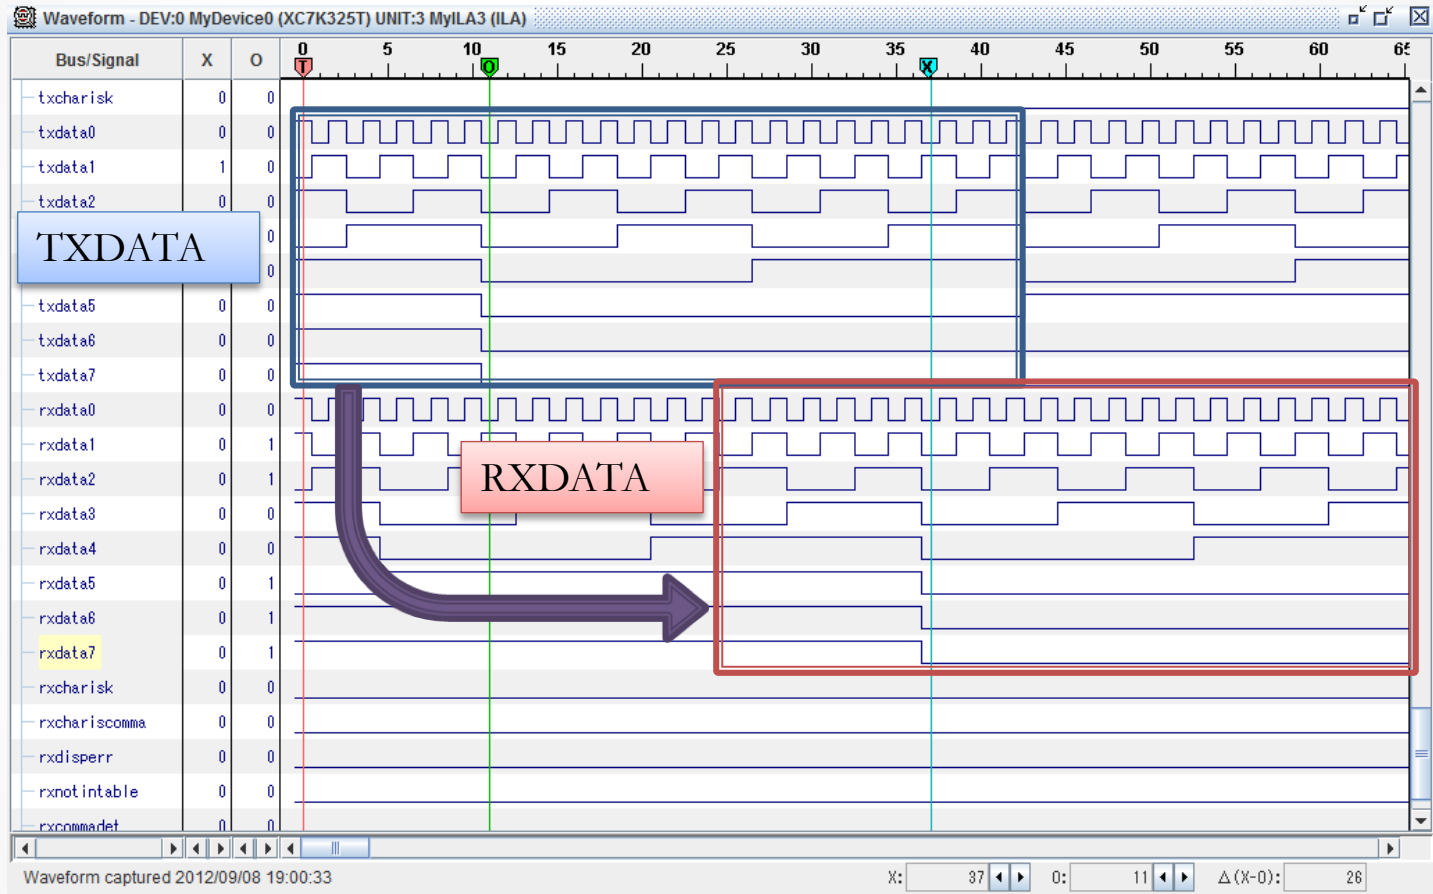 Waveform - DEV:0 MyDevice0 (XC7K325T) UNIT:3 MyILA3 (ILA)
Bus/Signal X O 0 5 10 15 20 25 30 35 40 45 50 55 60
T O X
txcharisk 0 0
txdata0 0 0
txdata1 1 0
txdata2 0 0
TXDATA 0
0
txdata5 0 0
txdata6 0 0
txdata7 0 0
rxdata0 0 0
rxdata1 0 1
rxdata2 0 1
RXDATA
rxdata3 0 0
rxdata4 0 0
rxdata5 0 1
rxdata6 0 1
rxdata7 0 1
rxcharisk 0 0
rxchariscomma 0 0
rxdisperr 0 0
rxnotintable 0 0
rxcommadet 0 0
Waveform captured 2012/09/08 19:00:33 X: 37 O: 11 △(X-O): 26